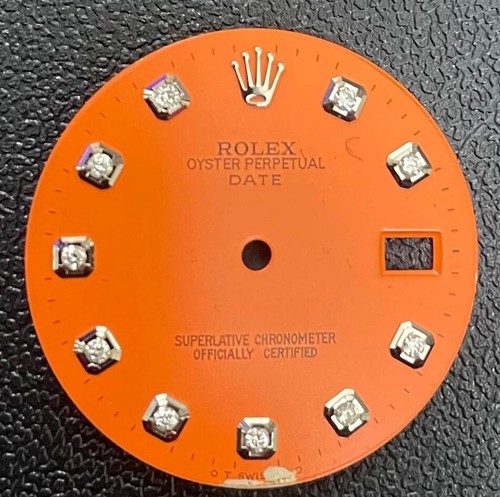 ROLEX
OYSTER PERPETUAL
DATE
SUPERLATIVE CHRONOMETER
OFFICIALLY CERTIFIED